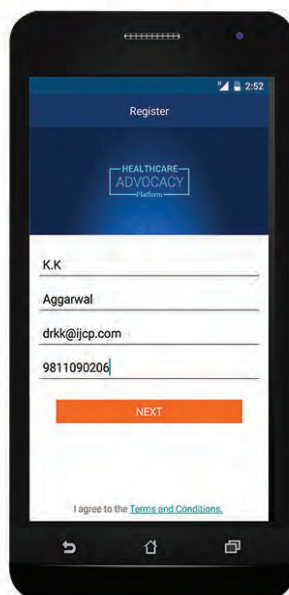 2:52
Register
HEALTHCARE
ADVOCACY
Platform
K.K
Aggarwal
drkk@ijcp.com
9811090206
NEXT
I agree to the Terms and Conditions.